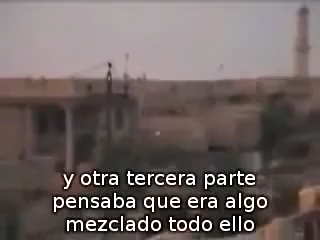 y otra tercera parte
pensaba que era algo
mezclado todo ello